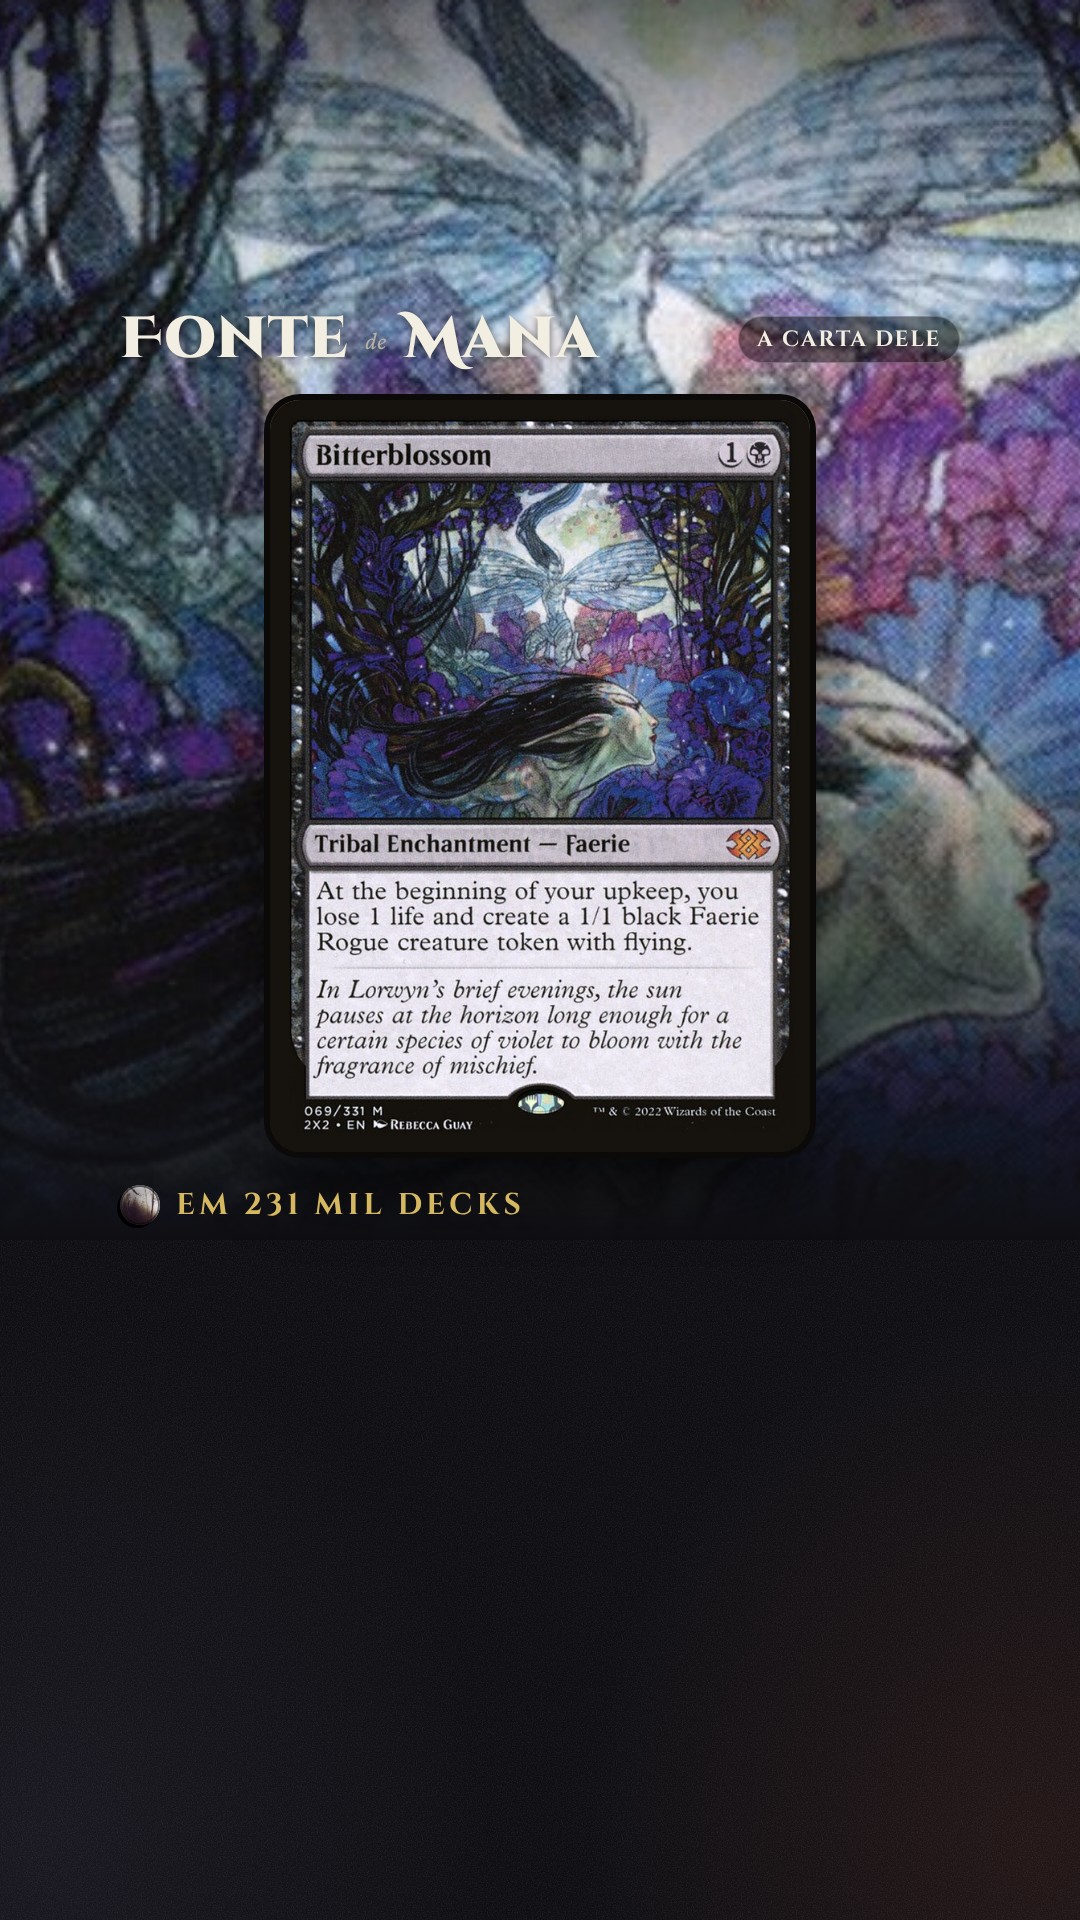 FONTE de MANA
A CARTA DELE
Bitterblossom
1
Tribal Enchantment — Faerie
At the beginning of your upkeep, you
lose 1 life and create a 1/1 black Faerie
Rogue creature token with flying.
In Lorwyn's brief evenings, the sun
pauses at the horizon long enough for a
certain species of violet to bloom with the
fragrance of mischief.
069/331 M
2X2 • EN REBECCA GUAY
™ & © 2022 Wizards of the Coast
EM 231 MIL DECKS